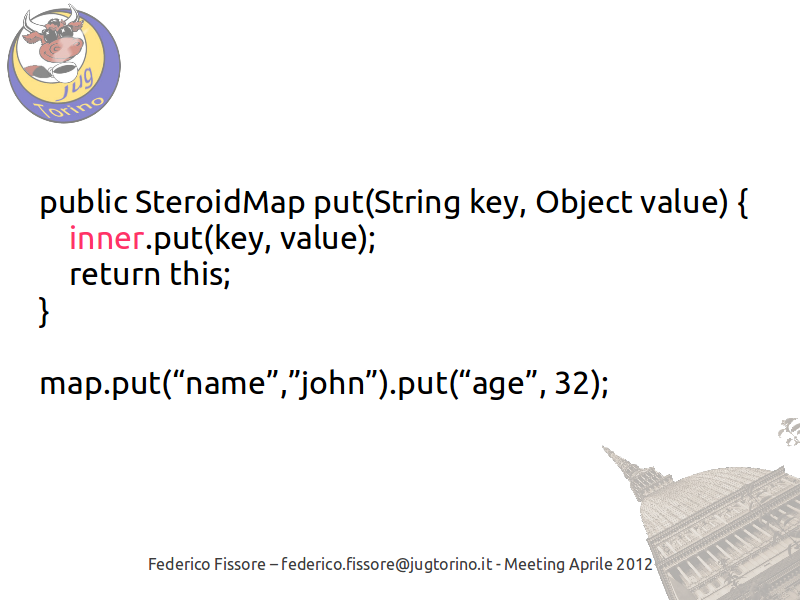 jug
Torino
public SteroidMap put(String key, Object value) {
inner.put(key, value);
return this;
}
map.put(“name”,”john”).put(“age”, 32);
Federico Fissore – federico.fissore@jugtorino.it - Meeting Aprile 2012